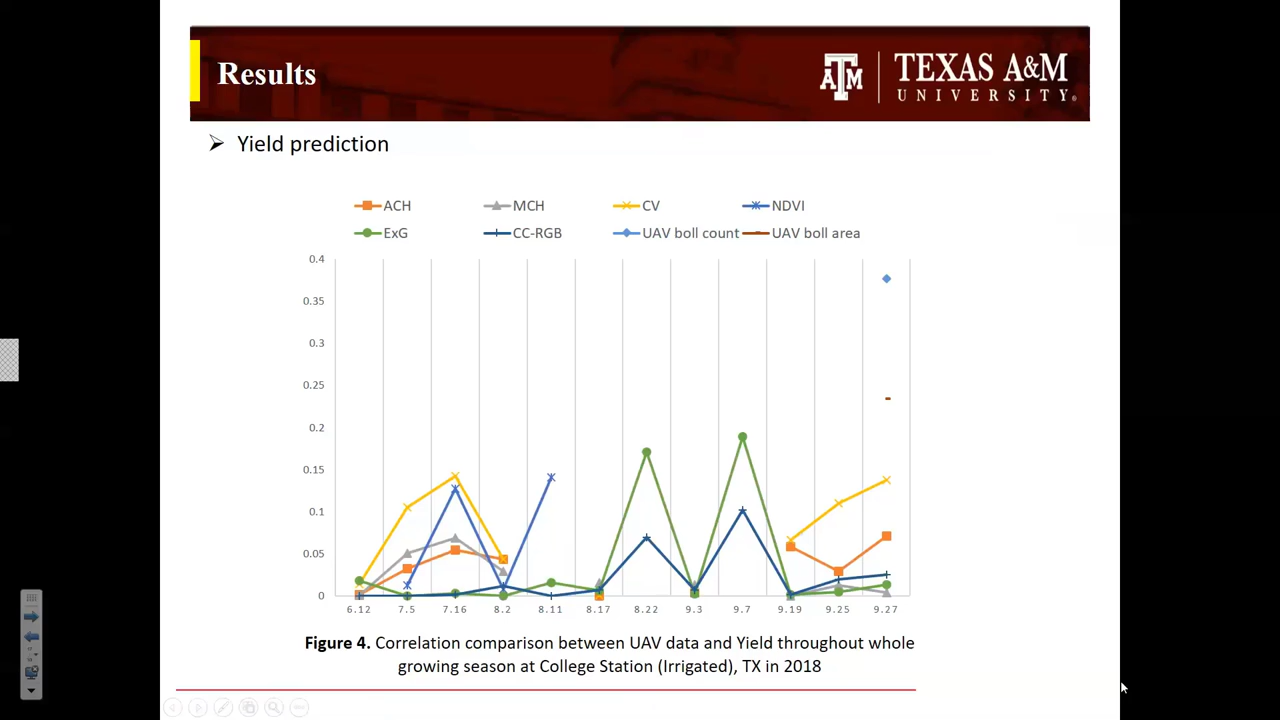 Results
TEXAS A&M
UNIVERSITY®
ATM
Yield prediction
ACH MCH CV NDVI
ExG CC-RGB UAV boll count UAV boll area
0.4
0.35
0.3
0.25
0.2
0.15
0.1
0.05
0
6.12 7.5 7.16 8.2 8.11 8.17 8.22 9.3 9.7 9.19 9.25 9.27
Figure 4. Correlation comparison between UAV data and Yield throughout whole
growing season at College Station (Irrigated), TX in 2018